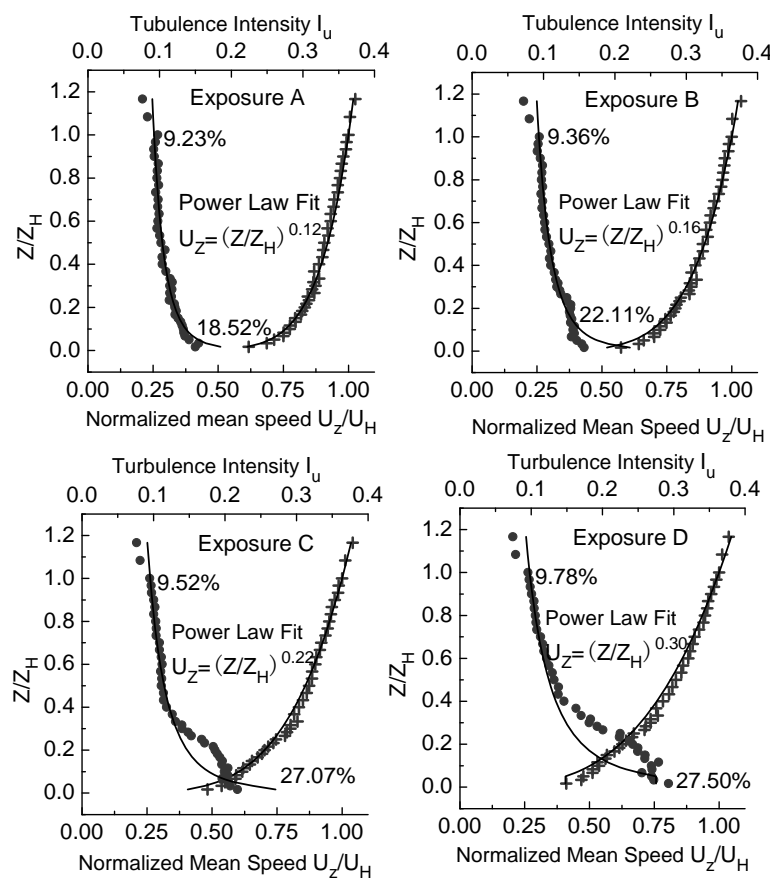 Turbulence Intensity I_u
0.0 0.1 0.2 0.3 0.4
Exposure A
9.23%
Power Law Fit
U_Z=(Z/Z_H)^0.12
18.52%
Z/Z_H
1.2
1.0
0.8
0.6
0.4
0.2
0.0
0.00 0.25 0.50 0.75 1.00
Normalized mean speed U_z/U_H
Turbulence Intensity I_u
0.0 0.1 0.2 0.3 0.4
Exposure B
9.36%
Power Law Fit
U_Z=(Z/Z_H)^0.16
22.11%
Z/Z_H
1.2
1.0
0.8
0.6
0.4
0.2
0.0
0.00 0.25 0.50 0.75 1.00
Normalized Mean Speed U_z/U_H
Turbulence Intensity I_u
0.0 0.1 0.2 0.3 0.4
Exposure C
9.52%
Power Law Fit
U_Z=(Z/Z_H)^0.22
27.07%
Z/Z_H
1.2
1.0
0.8
0.6
0.4
0.2
0.0
0.00 0.25 0.50 0.75 1.00
Normalized Mean Speed U_z/U_H
Turbulence Intensity I_u
0.0 0.1 0.2 0.3 0.4
Exposure D
9.78%
Power Law Fit
U_Z=(Z/Z_H)^0.30
27.50%
Z/Z_H
1.2
1.0
0.8
0.6
0.4
0.2
0.0
0.00 0.25 0.50 0.75 1.00
Normalized Mean Speed U_z/U_H